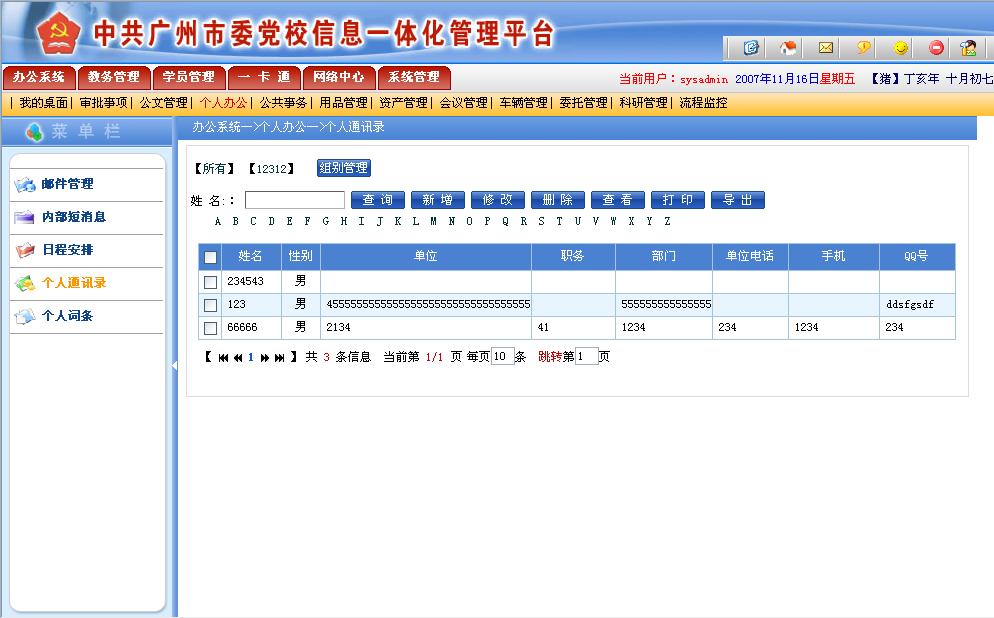 中共广州市委党校信息一体化管理平台
办公系统 教务管理 学员管理 一 卡 通 网络中心 系统管理
当前用户：sysadmin 2007年11月16日星期五 【猪】丁亥年 十月初七
| 我的桌面| 审批事项| 公文管理| 个人办公| 公共事务| 用品管理| 资产管理| 会议管理| 车辆管理| 委托管理| 科研管理| 流程监控
菜 单 栏
邮件管理
内部短消息
日程安排
个人通讯录
个人词条
办公系统—>个人办公—>个人通讯录
【所有】 【12312】 组别管理
姓 名:： 查 询 新 增 修 改 删 除 查 看 打 印 导 出
A B C D E F G H I J K L M N O P Q R S T U V W X Y Z
姓名 性别 单位 职务 部门 单位电话 手机 QQ号
234543 男
123 男 4555555555555555555555555555555555 555555555555555 ddsfgsdf
66666 男 2134 41 1234 234 1234 234
【 1 】 共 3 条信息 当前第 1/1 页 每页10条 跳转第1页